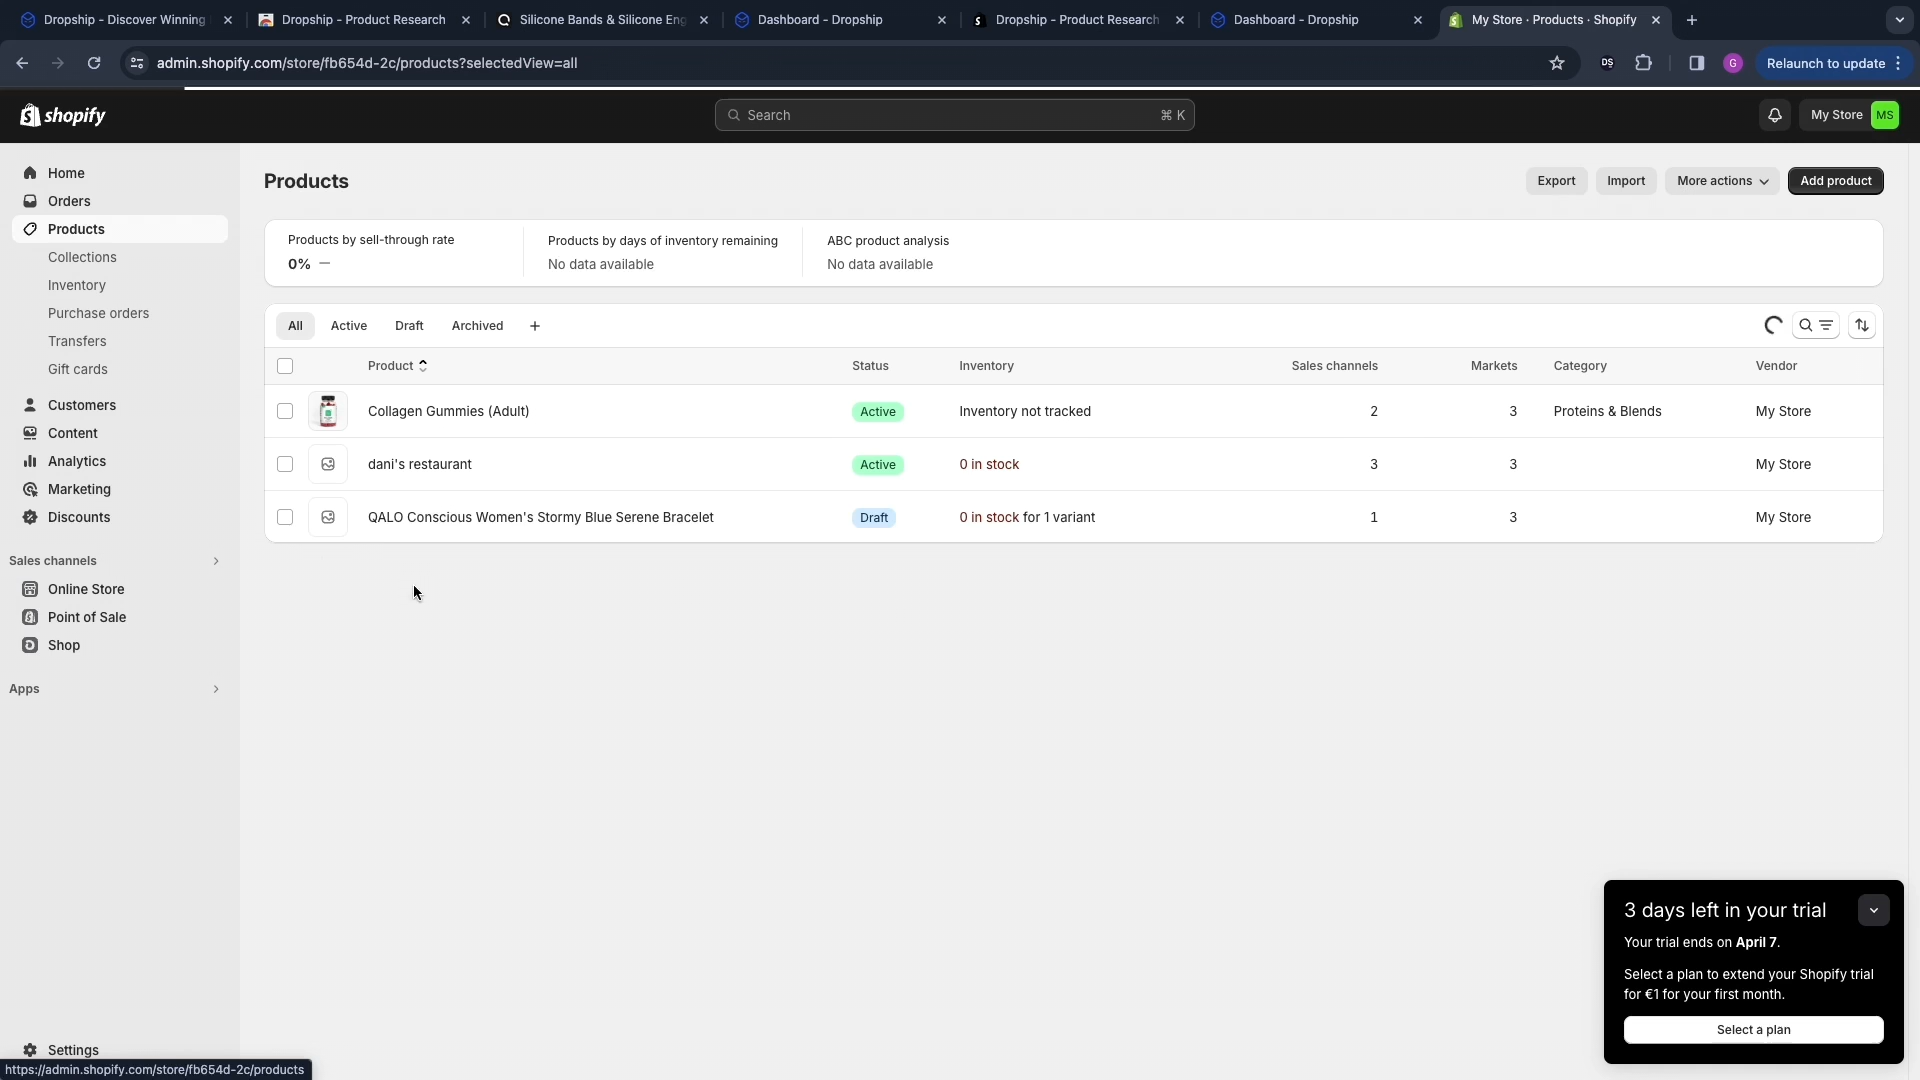 Dropship - Discover Winning
Dropship - Product Research
Silicone Bands & Silicone Eng
Dashboard - Dropship
Dropship - Product Research
Dashboard - Dropship
My Store · Products · Shopify
admin.shopify.com/store/fb654d-2c/products?selectedView=all
DS
G
Relaunch to update
shopify
Search
⌘ K
My Store
MS
Home
Orders
Products
Collections
Inventory
Purchase orders
Transfers
Gift cards
Customers
Content
Analytics
Marketing
Discounts
Sales channels
Online Store
Point of Sale
Shop
Apps
Settings
Products
Export
Import
More actions
Add product
Products by sell-through rate
0% —
Products by days of inventory remaining
No data available
ABC product analysis
No data available
All
Active
Draft
Archived
+
Product
Status
Inventory
Sales channels
Markets
Category
Vendor
Collagen Gummies (Adult)
Active
Inventory not tracked
2
3
Proteins & Blends
My Store
dani's restaurant
Active
0 in stock
3
3
My Store
QALO Conscious Women's Stormy Blue Serene Bracelet
Draft
0 in stock for 1 variant
1
3
My Store
3 days left in your trial
Your trial ends on April 7.
Select a plan to extend your Shopify trial
for €1 for your first month.
Select a plan
https://admin.shopify.com/store/fb654d-2c/products